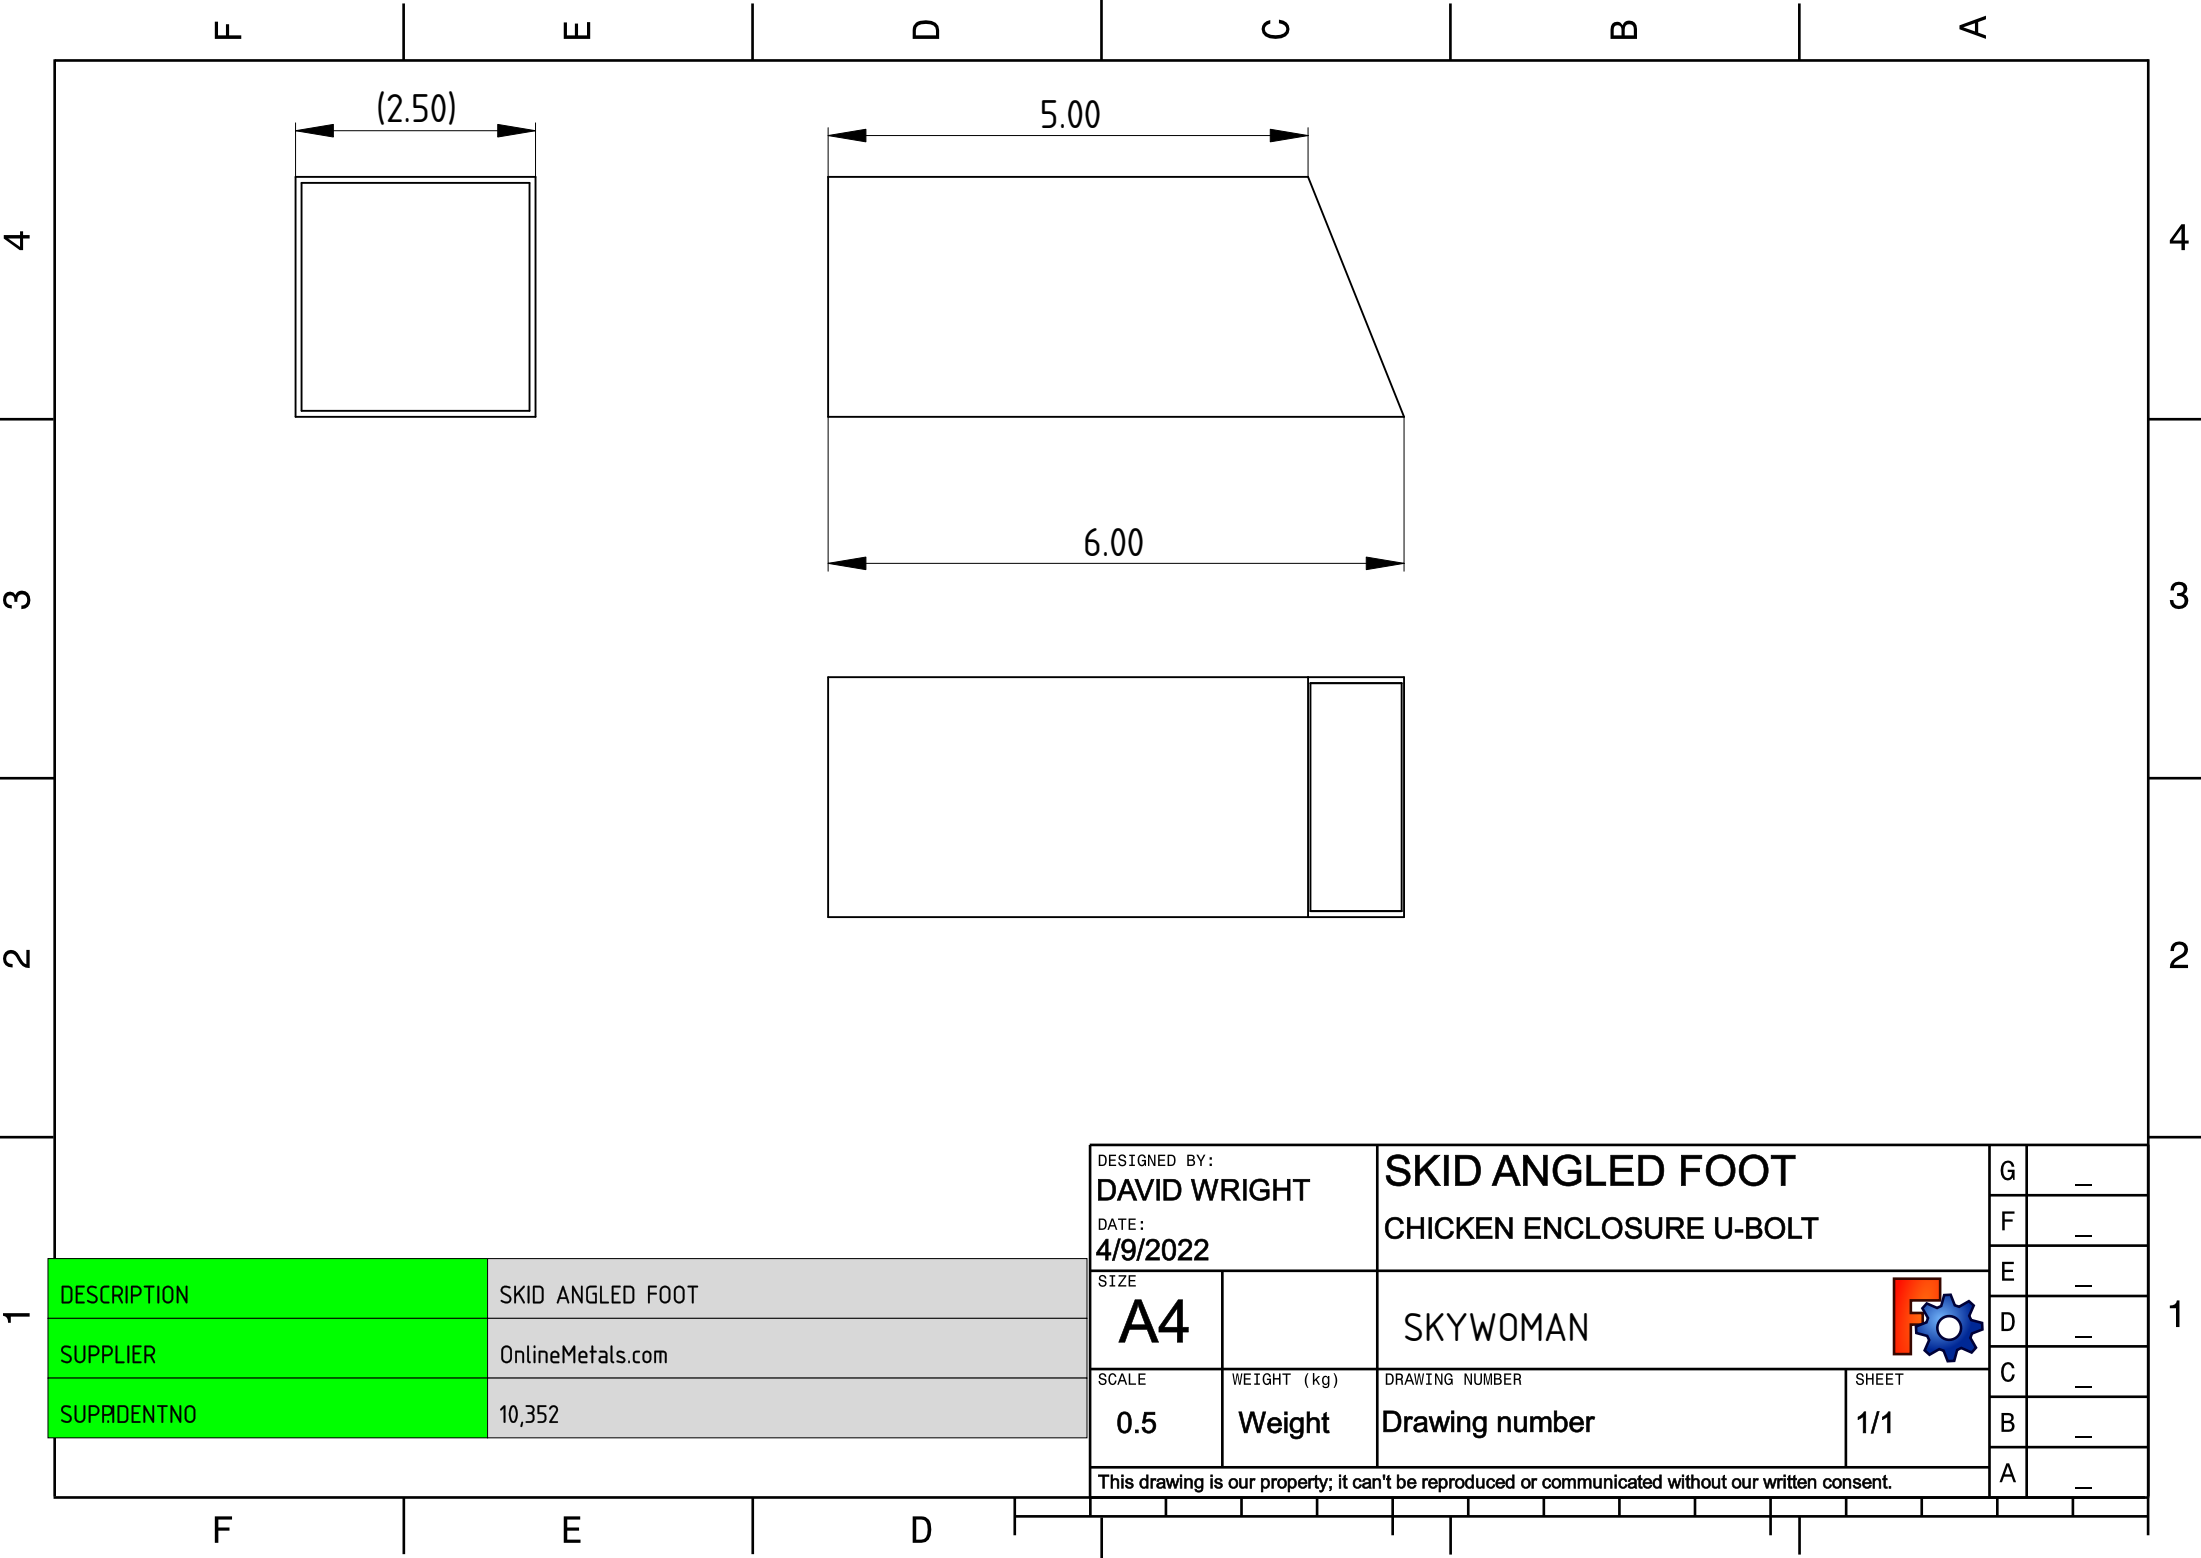 F E D C B A
(2.50)
5.00
4
4
6.00
3
3
2
2
1
1
DESIGNED BY:
DAVID WRIGHT
DATE:
4/9/2022
SKID ANGLED FOOT
CHICKEN ENCLOSURE U-BOLT
SIZE
A4
SKYWOMAN
SCALE
0.5
WEIGHT (kg)
Weight
DRAWING NUMBER
Drawing number
SHEET
1/1
This drawing is our property; it can't be reproduced or communicated without our written consent.
G _
F _
E _
D _
C _
B _
A _
DESCRIPTION SKID ANGLED FOOT
SUPPLIER OnlineMetals.com
SUPPIDENTNO 10,352
F E D